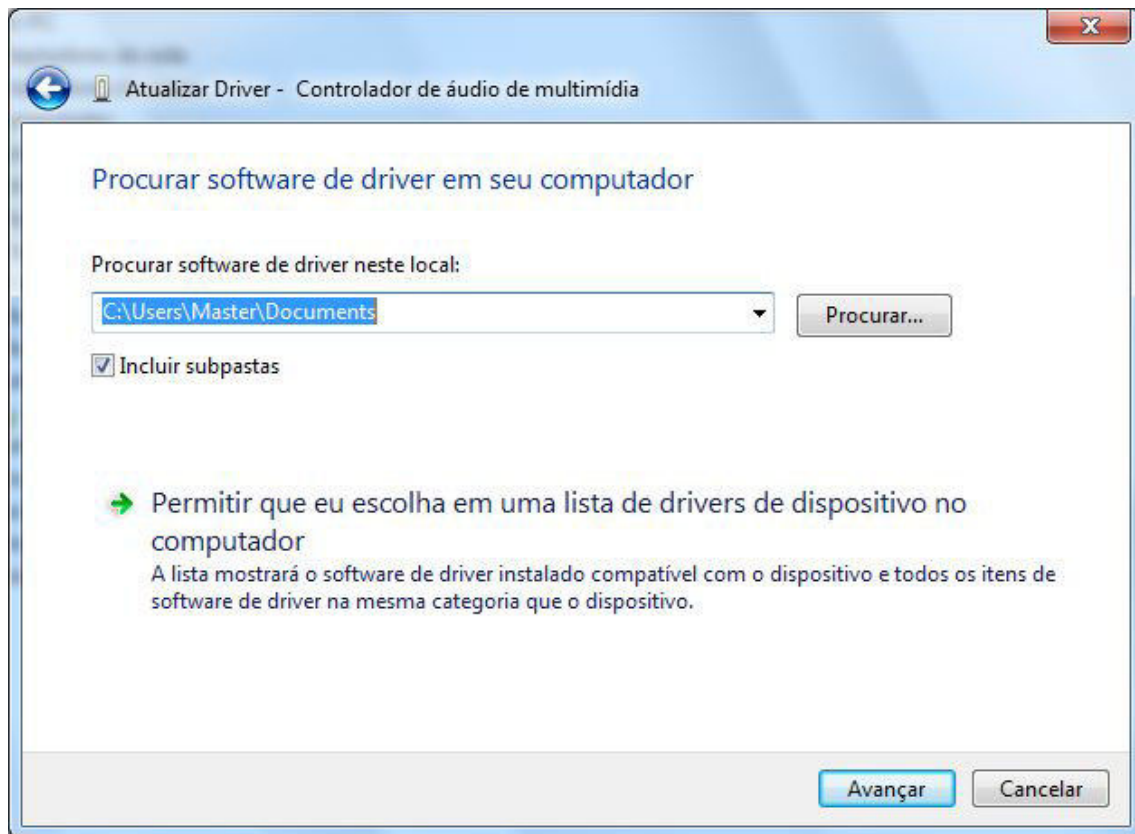 Atualizar Driver - Controlador de áudio de multimídia
Procurar software de driver em seu computador
Procurar software de driver neste local:
C:\Users\Master\Documents
Procurar...
Incluir subpastas
Permitir que eu escolha em uma lista de drivers de dispositivo no
computador
A lista mostrará o software de driver instalado compatível com o dispositivo e todos os itens de
software de driver na mesma categoria que o dispositivo.
Avançar
Cancelar